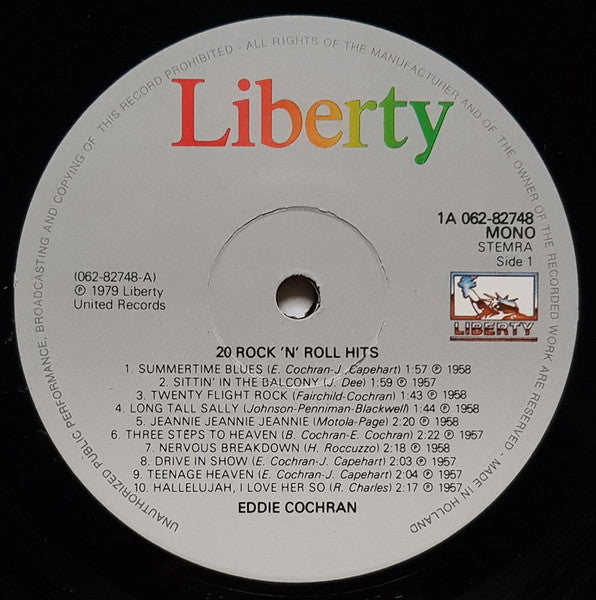 UNAUTHORIZED PUBLIC PERFORMANCE, BROADCASTING AND COPYING OF THIS RECORD PROHIBITED - ALL RIGHTS OF THE MANUFACTURER AND OF THE OWNER OF THE RECORDED WORK ARE RESERVED - MADE IN HOLLAND
Liberty
1A 062-82748
MONO
STEMRA
Side 1
(062-82748-A)
℗ 1979 Liberty
United Records
LIBERTY
20 ROCK 'N' ROLL HITS
1. SUMMERTIME BLUES (E. Cochran-J. Capehart) 1:57 ℗ 1958
2. SITTIN' IN THE BALCONY (J. Dee) 1:59 ℗ 1957
3. TWENTY FLIGHT ROCK (Fairchild-Cochran) 1:43 ℗ 1958
4. LONG TALL SALLY (Johnson-Penniman-Blackwell) 1:44 ℗ 1958
5. JEANNIE JEANNIE JEANNIE (Motola-Page) 2:20 ℗ 1958
6. THREE STEPS TO HEAVEN (B. Cochran-E. Cochran) 2:22 ℗ 1957
7. NERVOUS BREAKDOWN (H. Roccuzzo) 2:18 ℗ 1958
8. DRIVE IN SHOW (E. Cochran-J. Capehart) 2:03 ℗ 1957
9. TEENAGE HEAVEN (E. Cochran-J. Capehart) 2:04 ℗ 1957
10. HALLELUJAH, I LOVE HER SO (R. Charles) 2:17 ℗ 1957
EDDIE COCHRAN